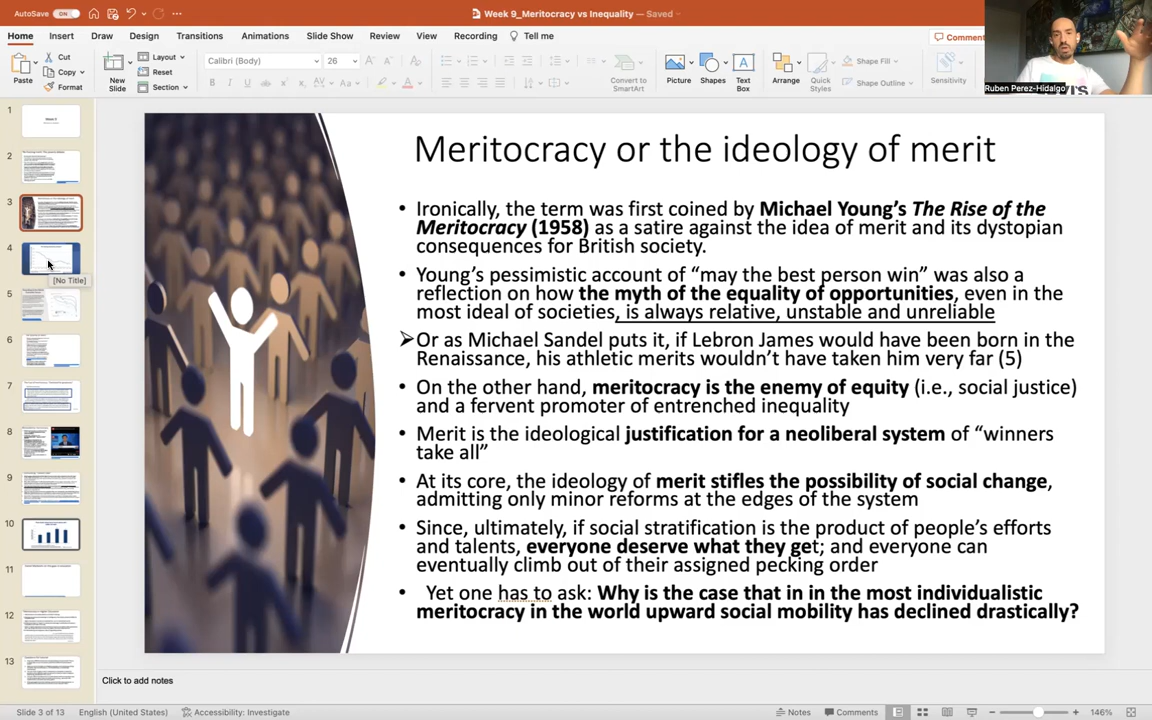 AutoSave ON
Week 9_Meritocracy vs Inequality — Saved
Home Insert Draw Design Transitions Animations Slide Show Review View Recording Tell me
Paste
Cut
Copy
Format
New Slide
Layout
Reset
Section
Calibri (Body) 26
Convert to SmartArt
Picture
Shapes
Text Box
Arrange
Quick Styles
Shape Fill
Shape Outline
Sensitivity
Ruben Perez-Hidalgo
1
2
3
4
[No Title]
5
6
7
8
9
10
11
12
13
Meritocracy or the ideology of merit
• Ironically, the term was first coined by Michael Young’s The Rise of the
Meritocracy (1958) as a satire against the idea of merit and its dystopian
consequences for British society.
• Young’s pessimistic account of “may the best person win” was also a
reflection on how the myth of the equality of opportunities, even in the
most ideal of societies, is always relative, unstable and unreliable
➢Or as Michael Sandel puts it, if Lebron James would have been born in the
Renaissance, his athletic merits wouldn’t have taken him very far (5)
• On the other hand, meritocracy is the enemy of equity (i.e., social justice)
and a fervent promoter of entrenched inequality
• Merit is the ideological justification for a neoliberal system of “winners
take all”
• At its core, the ideology of merit stifles the possibility of social change,
admitting only minor reforms at the edges of the system
• Since, ultimately, if social stratification is the product of people’s efforts
and talents, everyone deserve what they get; and everyone can
eventually climb out of their assigned pecking order
• Yet one has to ask: Why is the case that in in the most individualistic
meritocracy in the world upward social mobility has declined drastically?
Click to add notes
Slide 3 of 13 English (United States) Accessibility: Investigate Notes Comments 146%